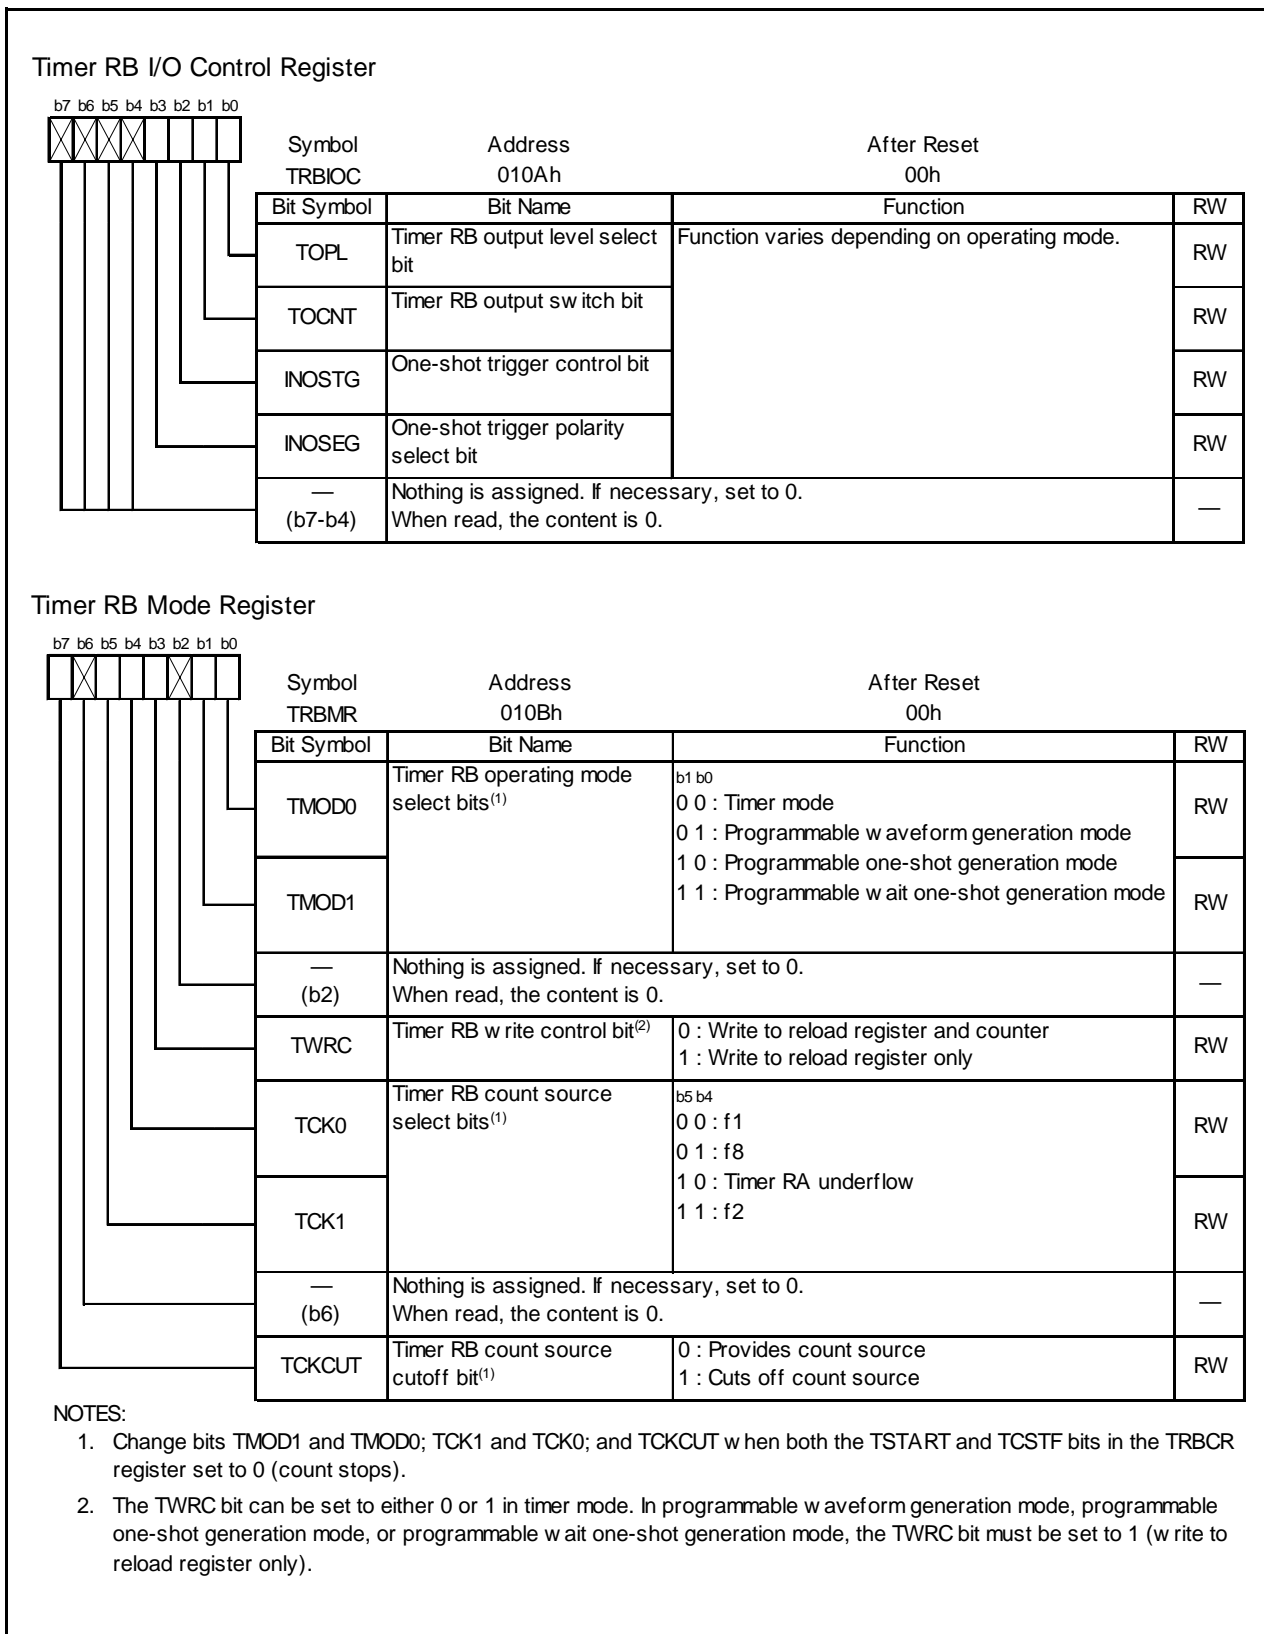 Timer RB I/O Control Register
b7 b6 b5 b4 b3 b2 b1 b0
Symbol Address After Reset
TRBIOC 010Ah 00h
Bit Symbol Bit Name Function RW
TOPL Timer RB output level select bit Function varies depending on operating mode. RW
TOCNT Timer RB output switch bit RW
INOSTG One-shot trigger control bit RW
INOSEG One-shot trigger polarity select bit RW
— (b7-b4) Nothing is assigned. If necessary, set to 0. —
When read, the content is 0.
Timer RB Mode Register
b7 b6 b5 b4 b3 b2 b1 b0
Symbol Address After Reset
TRBMR 010Bh 00h
Bit Symbol Bit Name Function RW
TMOD0 Timer RB operating mode select bits(1) b1 b0 RW
0 0 : Timer mode
0 1 : Programmable waveform generation mode
1 0 : Programmable one-shot generation mode
TMOD1 1 1 : Programmable wait one-shot generation mode RW
— (b2) Nothing is assigned. If necessary, set to 0. —
When read, the content is 0.
TWRC Timer RB write control bit(2) 0 : Write to reload register and counter RW
1 : Write to reload register only
TCK0 Timer RB count source select bits(1) b5 b4 RW
0 0 : f1
0 1 : f8
1 0 : Timer RA underflow
TCK1 1 1 : f2 RW
— (b6) Nothing is assigned. If necessary, set to 0. —
When read, the content is 0.
TCKCUT Timer RB count source cutoff bit(1) 0 : Provides count source RW
1 : Cuts off count source
NOTES:
1. Change bits TMOD1 and TMOD0; TCK1 and TCK0; and TCKCUT when both the TSTART and TCSTF bits in the TRBCR
register set to 0 (count stops).
2. The TWRC bit can be set to either 0 or 1 in timer mode. In programmable waveform generation mode, programmable
one-shot generation mode, or programmable wait one-shot generation mode, the TWRC bit must be set to 1 (write to
reload register only).